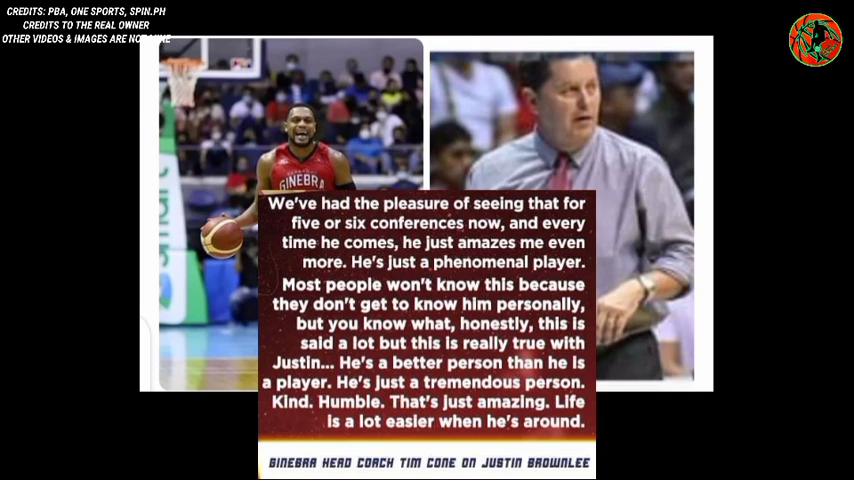 CREDITS: PBA, ONE SPORTS, SPIN.PH
CREDITS TO THE REAL OWNER
OTHER VIDEOS & IMAGES ARE NOT MINE
GINEBRA
We've had the pleasure of seeing that for
five or six conferences now, and every
time he comes, he just amazes me even
more. He's just a phenomenal player.
Most people won't know this because
they don't get to know him personally,
but you know what, honestly, this is
said a lot but this is really true with
Justin... He's a better person than he is
a player. He's just a tremendous person.
Kind. Humble. That's just amazing. Life
is a lot easier when he's around.
GINEBRA HEAD COACH TIM CONE ON JUSTIN BROWNLEE